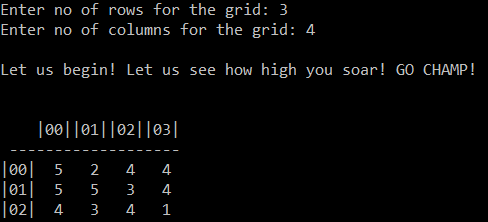 Enter no of rows for the grid: 3
Enter no of columns for the grid: 4
Let us begin! Let us see how high you soar! GO CHAMP!
|00||01||02||03|
-------------------
|00|  5   2   4   4
|01|  5   5   3   4
|02|  4   3   4   1